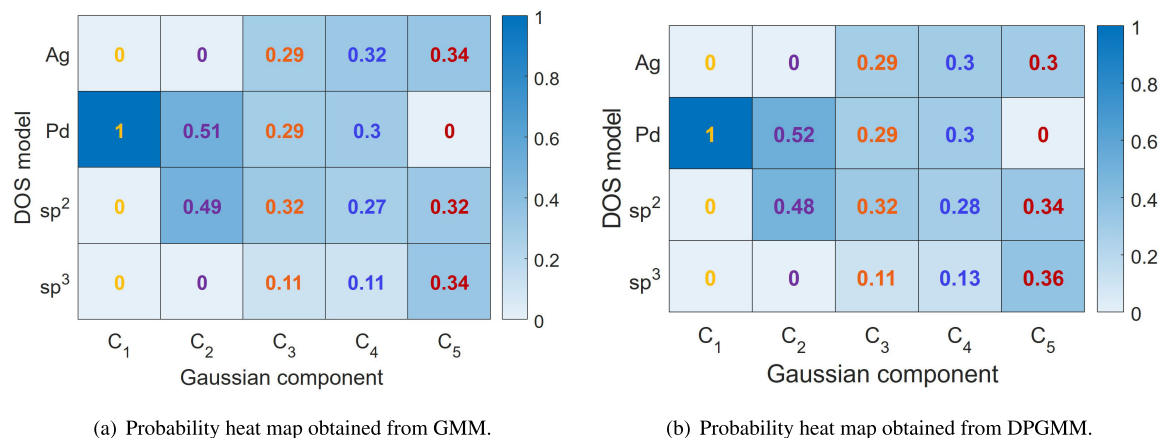 1
Ag 0 0 0.29 0.32 0.34
0.8
Pd 1 0.51 0.29 0.3 0
0.6
DOS model
0.4
sp² 0 0.49 0.32 0.27 0.32
0.2
sp³ 0 0 0.11 0.11 0.34
0
C₁ C₂ C₃ C₄ C₅
Gaussian component
(a) Probability heat map obtained from GMM.
1
Ag 0 0 0.29 0.3 0.3
0.8
Pd 1 0.52 0.29 0.3 0
0.6
DOS model
0.4
sp² 0 0.48 0.32 0.28 0.34
0.2
sp³ 0 0 0.11 0.13 0.36
0
C₁ C₂ C₃ C₄ C₅
Gaussian component
(b) Probability heat map obtained from DPGMM.